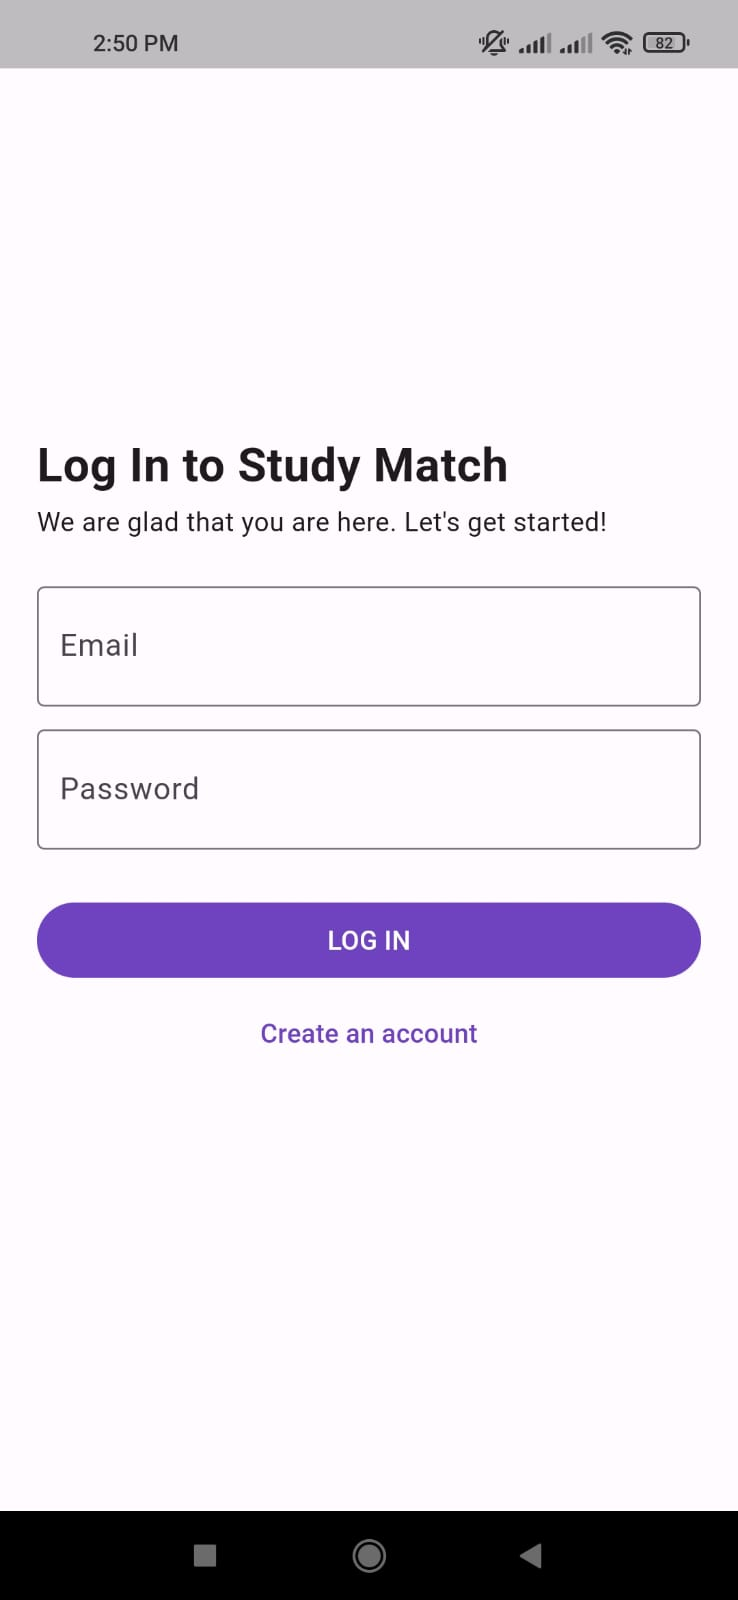 2:50 PM 82
Log In to Study Match
We are glad that you are here. Let's get started!
Email
Password
LOG IN
Create an account